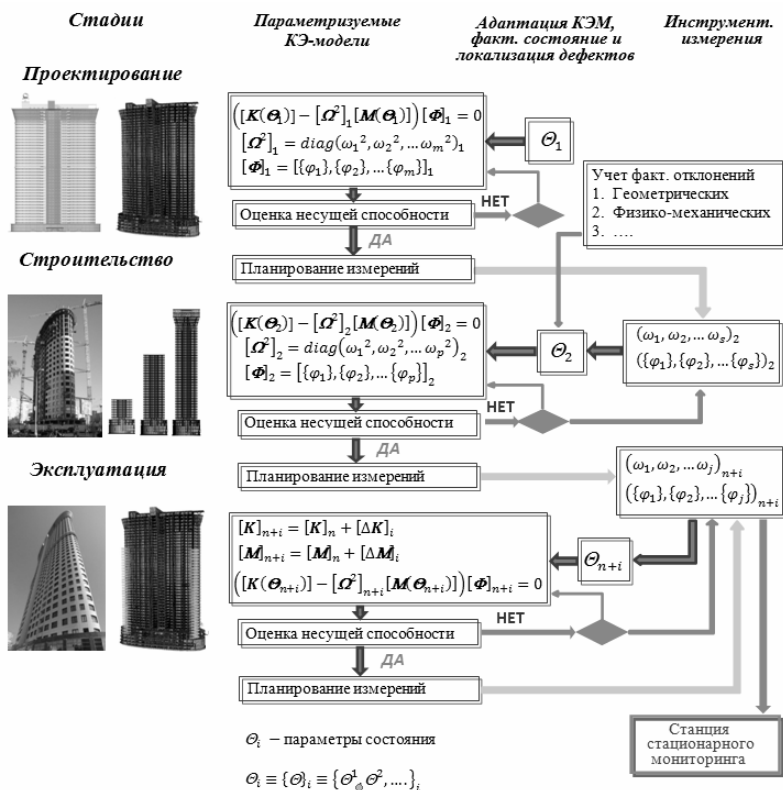 Стадии
Параметризуемые
КЭ-модели
Адаптация КЭМ,
факт. состояние и
локализация дефектов
Инструмент.
измерения
Проектирование
([K(Θ₁)] − [Ω²]₁[M(Θ₁)])[Φ]₁ = 0
[Ω²]₁ = diag(ω₁², ω₂², … ωₘ²)₁
[Φ]₁ = [{φ₁}, {φ₂}, … {φₘ}]₁
Θ₁
Учет факт. отклонений
1. Геометрических
2. Физико-механических
3. ….
Оценка несущей способности
НЕТ
ДА
Планирование измерений
Строительство
([K(Θ₂)] − [Ω²]₂[M(Θ₂)])[Φ]₂ = 0
[Ω²]₂ = diag(ω₁², ω₂², … ωₚ²)₂
[Φ]₂ = [{φ₁}, {φ₂}, … {φₚ}]₂
Θ₂
(ω₁, ω₂, … ωₛ)₂
({φ₁}, {φ₂}, … {φₛ})₂
Оценка несущей способности
НЕТ
ДА
Планирование измерений
(ω₁, ω₂, … ωⱼ)ₙ₊ᵢ
({φ₁}, {φ₂}, … {φⱼ})ₙ₊ᵢ
Эксплуатация
[K]ₙ₊ᵢ = [K]ₙ + [ΔK]ᵢ
[M]ₙ₊ᵢ = [M]ₙ + [ΔM]ᵢ
([K(Θₙ₊ᵢ)] − [Ω²]ₙ₊ᵢ[M(Θₙ₊ᵢ)])[Φ]ₙ₊ᵢ = 0
Θₙ₊ᵢ
Оценка несущей способности
НЕТ
ДА
Планирование измерений
Станция
стационарного
мониторинга
Θᵢ − параметры состояния
Θᵢ ≡ {Θ}ᵢ ≡ {Θ¹, Θ², ….}ᵢ